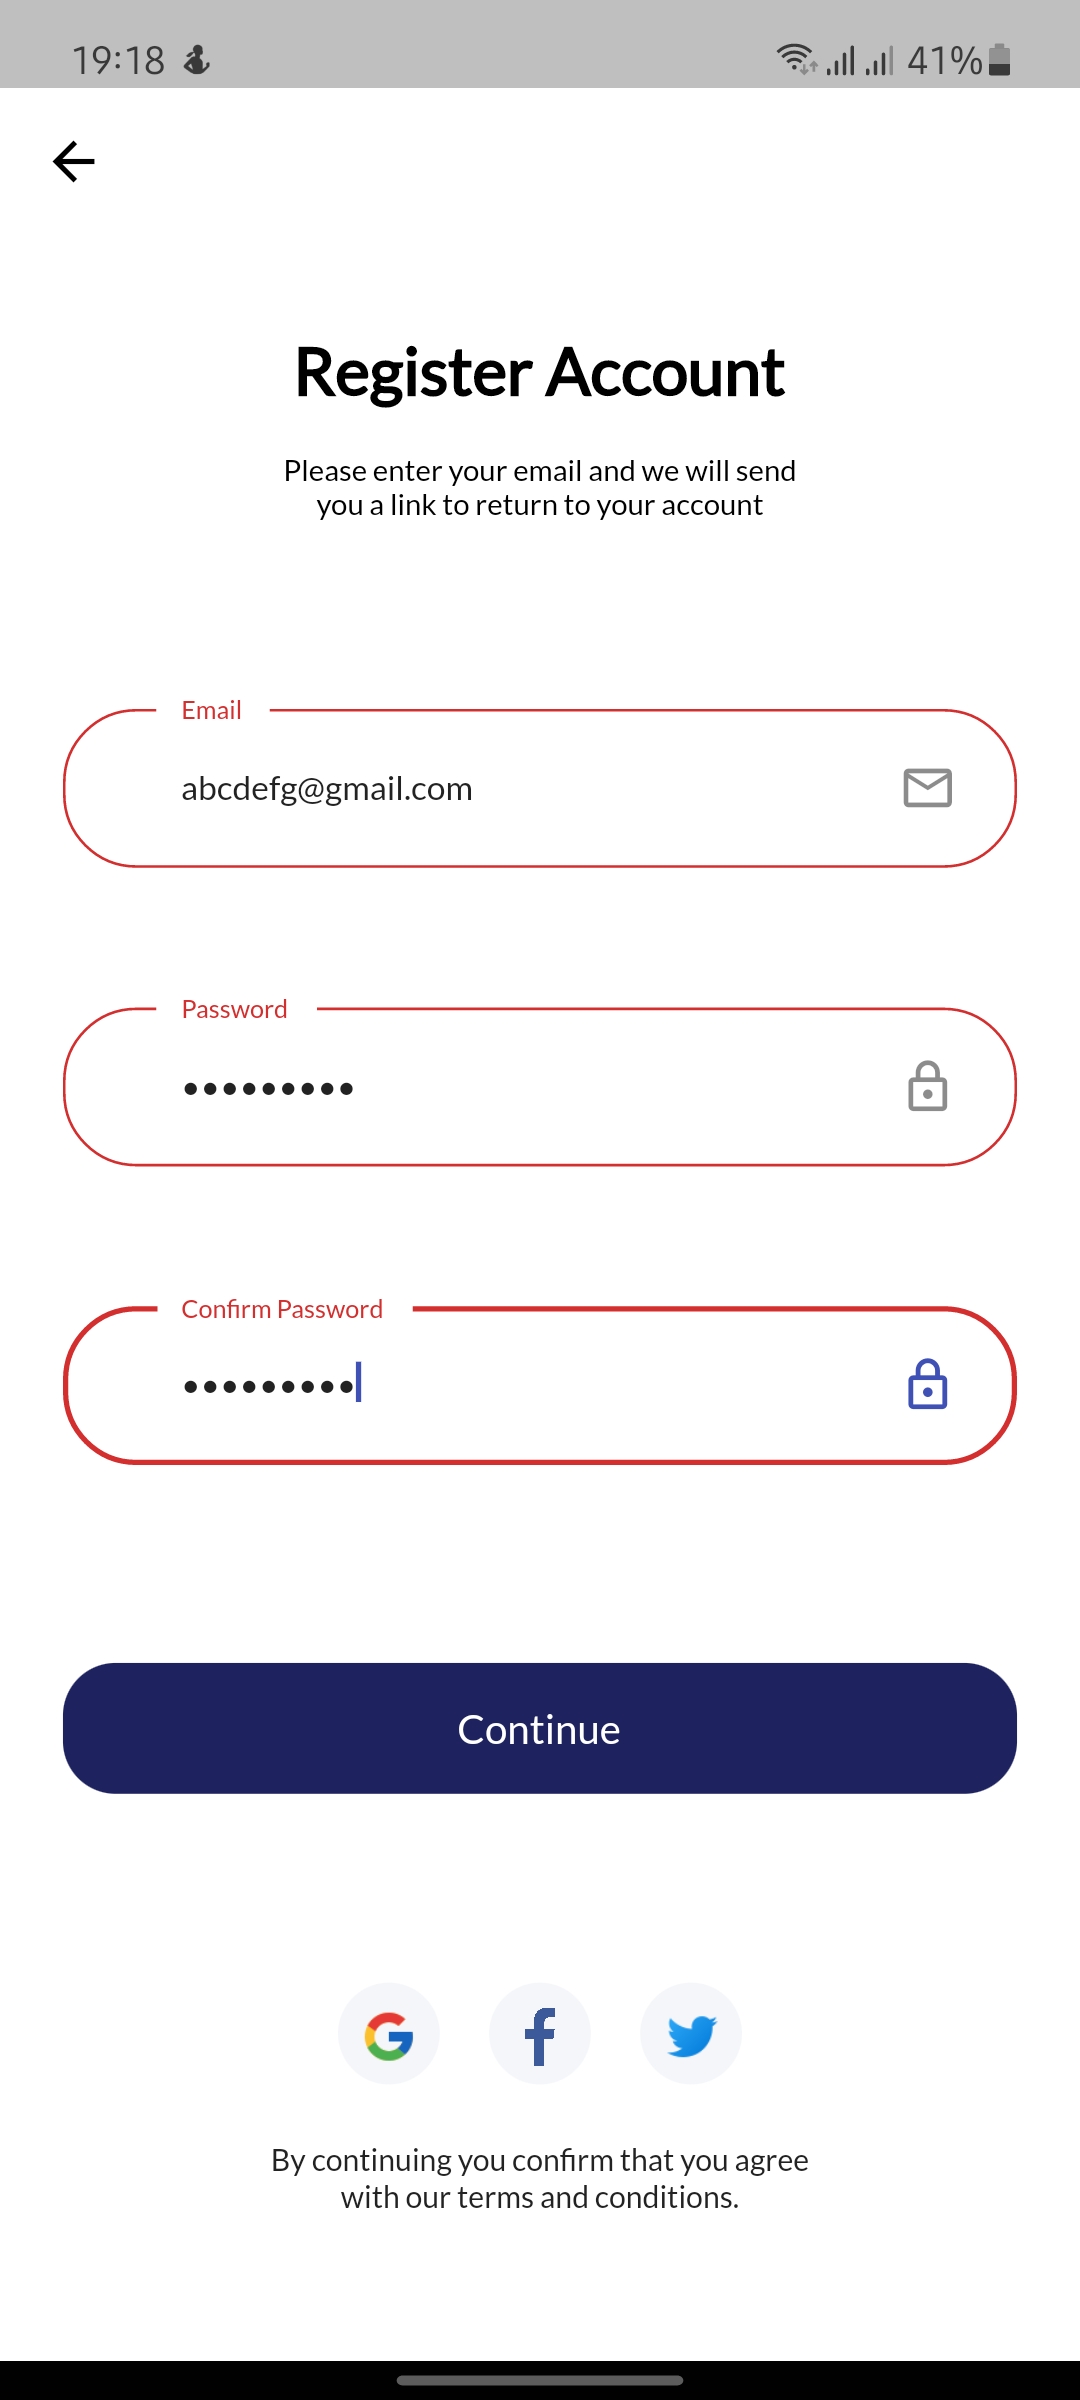 19:18
41%
Register Account
Please enter your email and we will send
you a link to return to your account
Email
abcdefg@gmail.com
Password
•••••••••
Confirm Password
•••••••••
Continue
By continuing you confirm that you agree
with our terms and conditions.